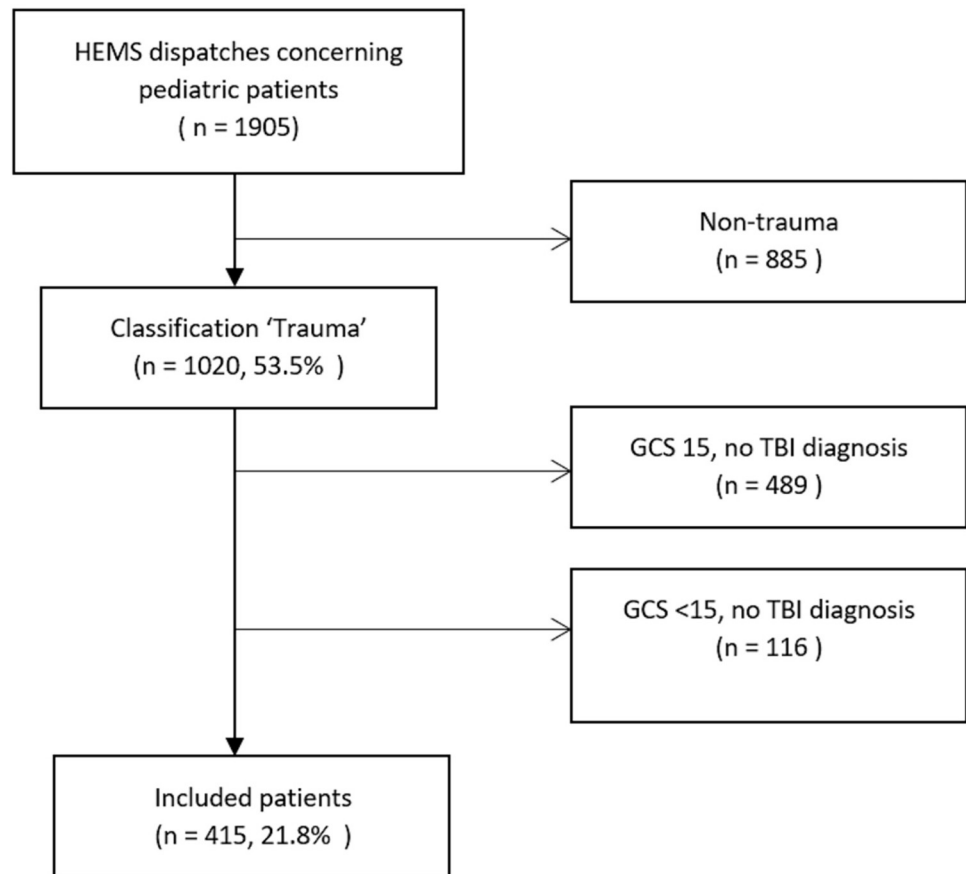 HEMS dispatches concerning
pediatric patients
( n = 1905)
Non-trauma
(n = 885 )
Classification ‘Trauma’
(n = 1020, 53.5% )
GCS 15, no TBI diagnosis
(n = 489 )
GCS <15, no TBI diagnosis
(n = 116 )
Included patients
(n = 415, 21.8% )